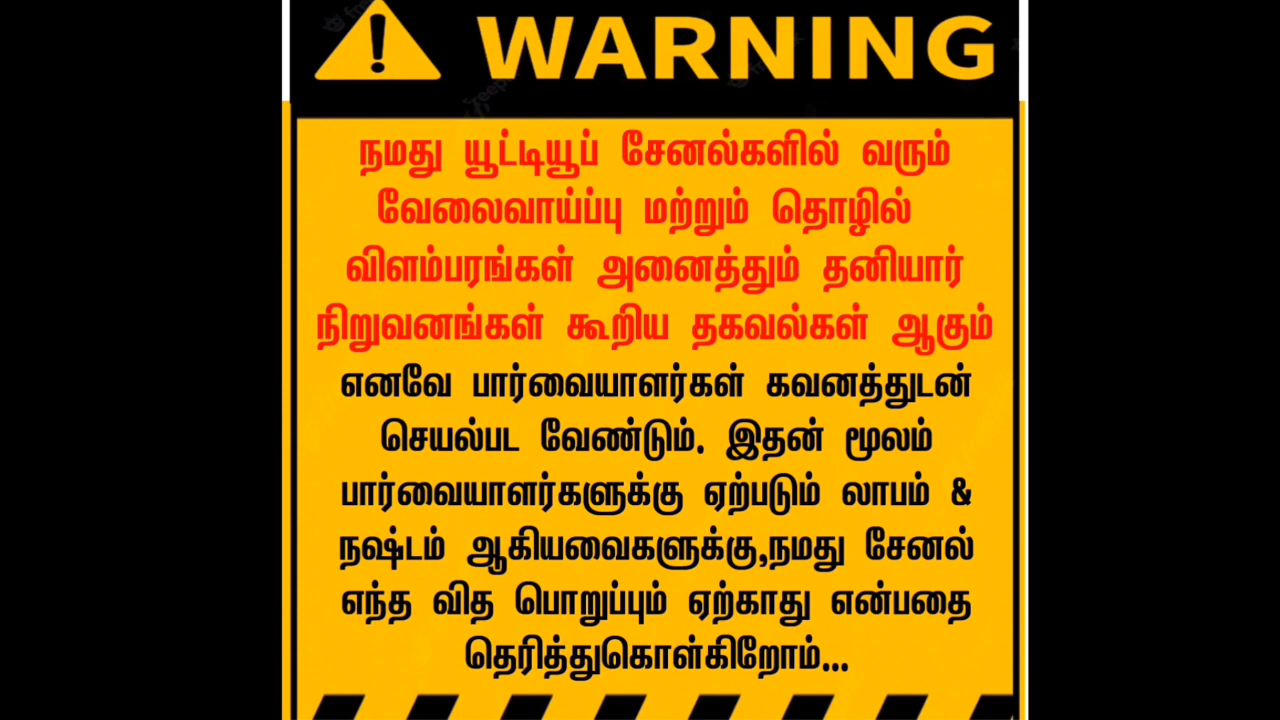 WARNING
நமது யூட்டியூப் சேனல்களில் வரும்
வேலைவாய்ப்பு மற்றும் தொழில்
விளம்பரங்கள் அனைத்தும் தனியார்
நிறுவனங்கள் கூறிய தகவல்கள் ஆகும்
எனவே பார்வையாளர்கள் கவனத்துடன்
செயல்பட வேண்டும். இதன் மூலம்
பார்வையாளர்களுக்கு ஏற்படும் லாபம் &
நஷ்டம் ஆகியவைகளுக்கு,நமது சேனல்
எந்த வித பொறுப்பும் ஏற்காது என்பதை
தெரித்துகொள்கிறோம்...